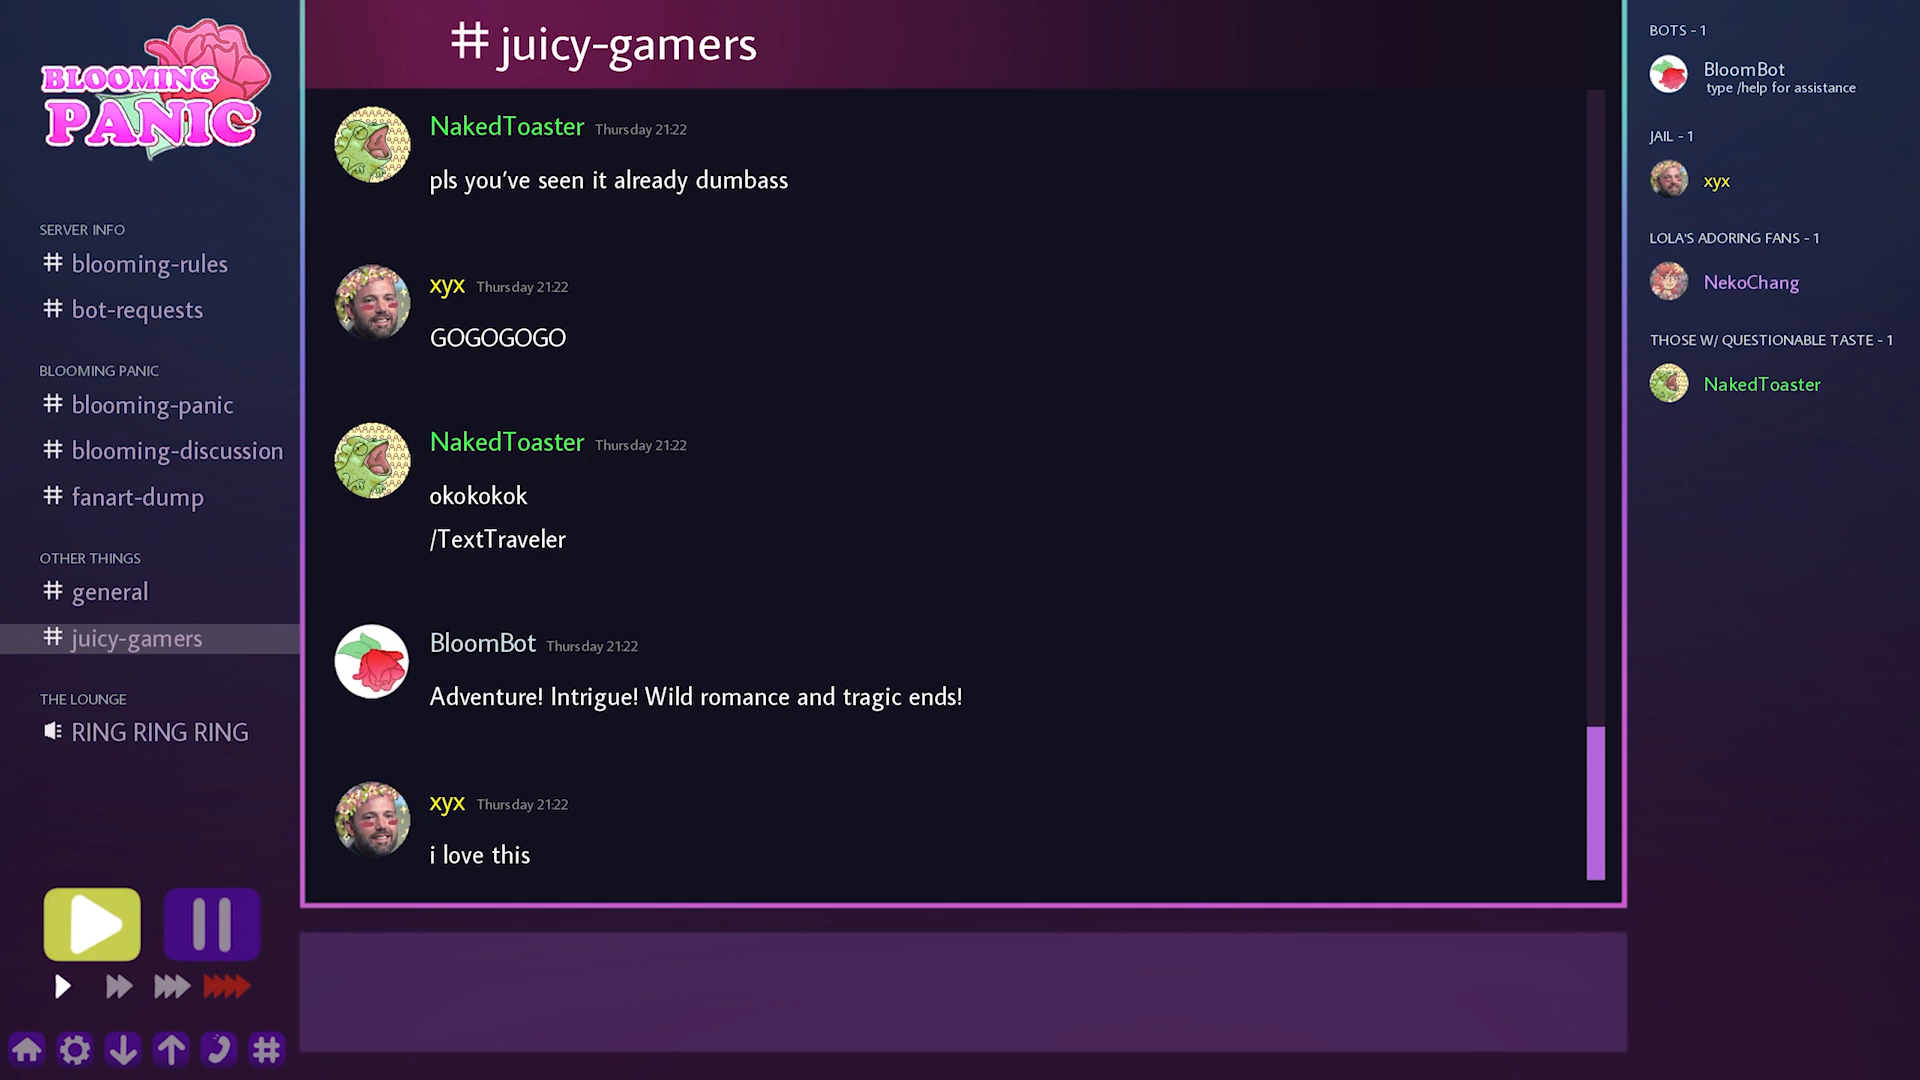 BLOOMING
PANIC
SERVER INFO
# blooming-rules
# bot-requests
BLOOMING PANIC
# blooming-panic
# blooming-discussion
# fanart-dump
OTHER THINGS
# general
# juicy-gamers
THE LOUNGE
RING RING RING
# juicy-gamers
NakedToaster Thursday 21:22
pls you've seen it already dumbass
xyx Thursday 21:22
GOGOGOGO
NakedToaster Thursday 21:22
okokokok
/TextTraveler
BloomBot Thursday 21:22
Adventure! Intrigue! Wild romance and tragic ends!
xyx Thursday 21:22
i love this
BOTS - 1
BloomBot
type /help for assistance
JAIL - 1
xyx
LOLA'S ADORING FANS - 1
NekoChang
THOSE W/ QUESTIONABLE TASTE - 1
NakedToaster